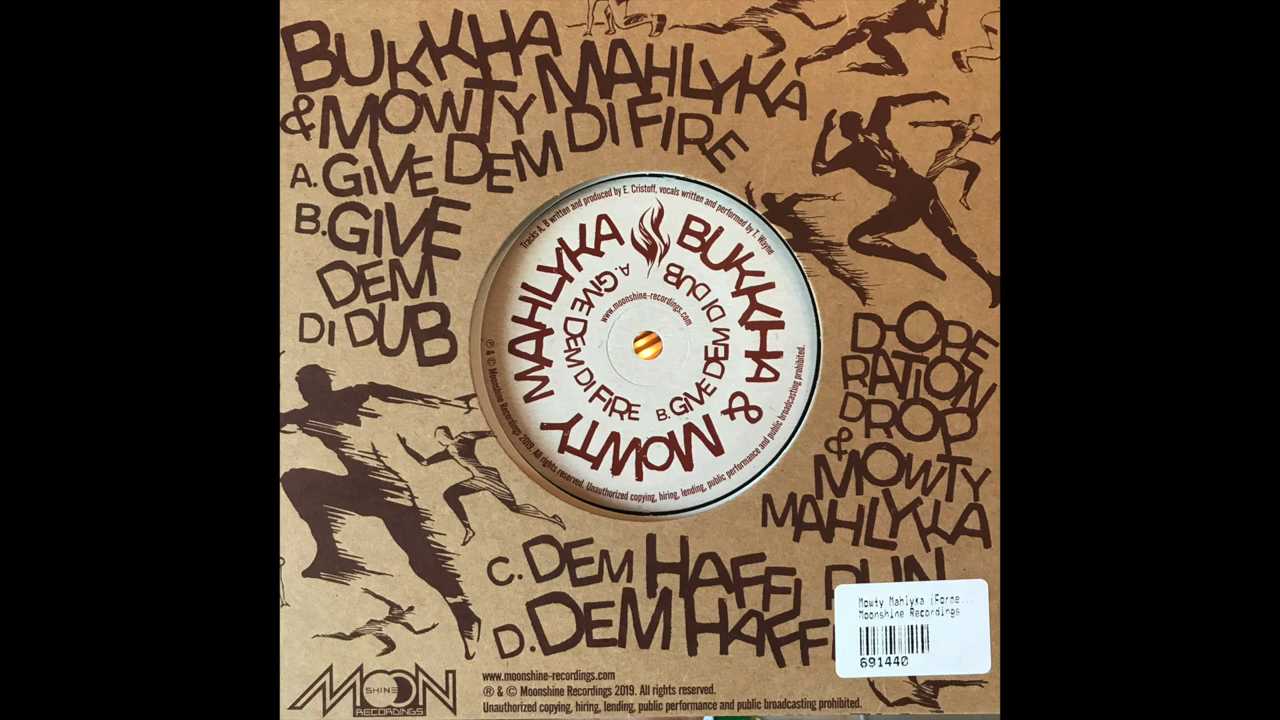 BUKKHA
& MOWTY MAHLYKA
A. GIVE DEM DI FIRE
B. GIVE
DEM
DI DUB
Tracks A, B written and produced by E. Cristoff, vocals written and performed by T. Wayne
BUKKHA & MOWTY MAHLYKA
A. GIVE DEM DI FIRE
B. GIVE DEM DI DUB
www.moonshine-recordings.com
℗ & © Moonshine Recordings 2019. All rights reserved. Unauthorized copying, hiring, lending, public performance and public broadcasting prohibited.
D-OPE
RATION
DROP
&
MOWTY
MAHLYKA
C. DEM HAFFI RUN
D. DEM HAFFI
Mowty Mahlyka (Forme...
Moonshine Recordings
691440
MOON
SHINE
RECORDINGS
www.moonshine-recordings.com
® & © Moonshine Recordings 2019. All rights reserved.
Unauthorized copying, hiring, lending, public performance and public broadcasting prohibited.